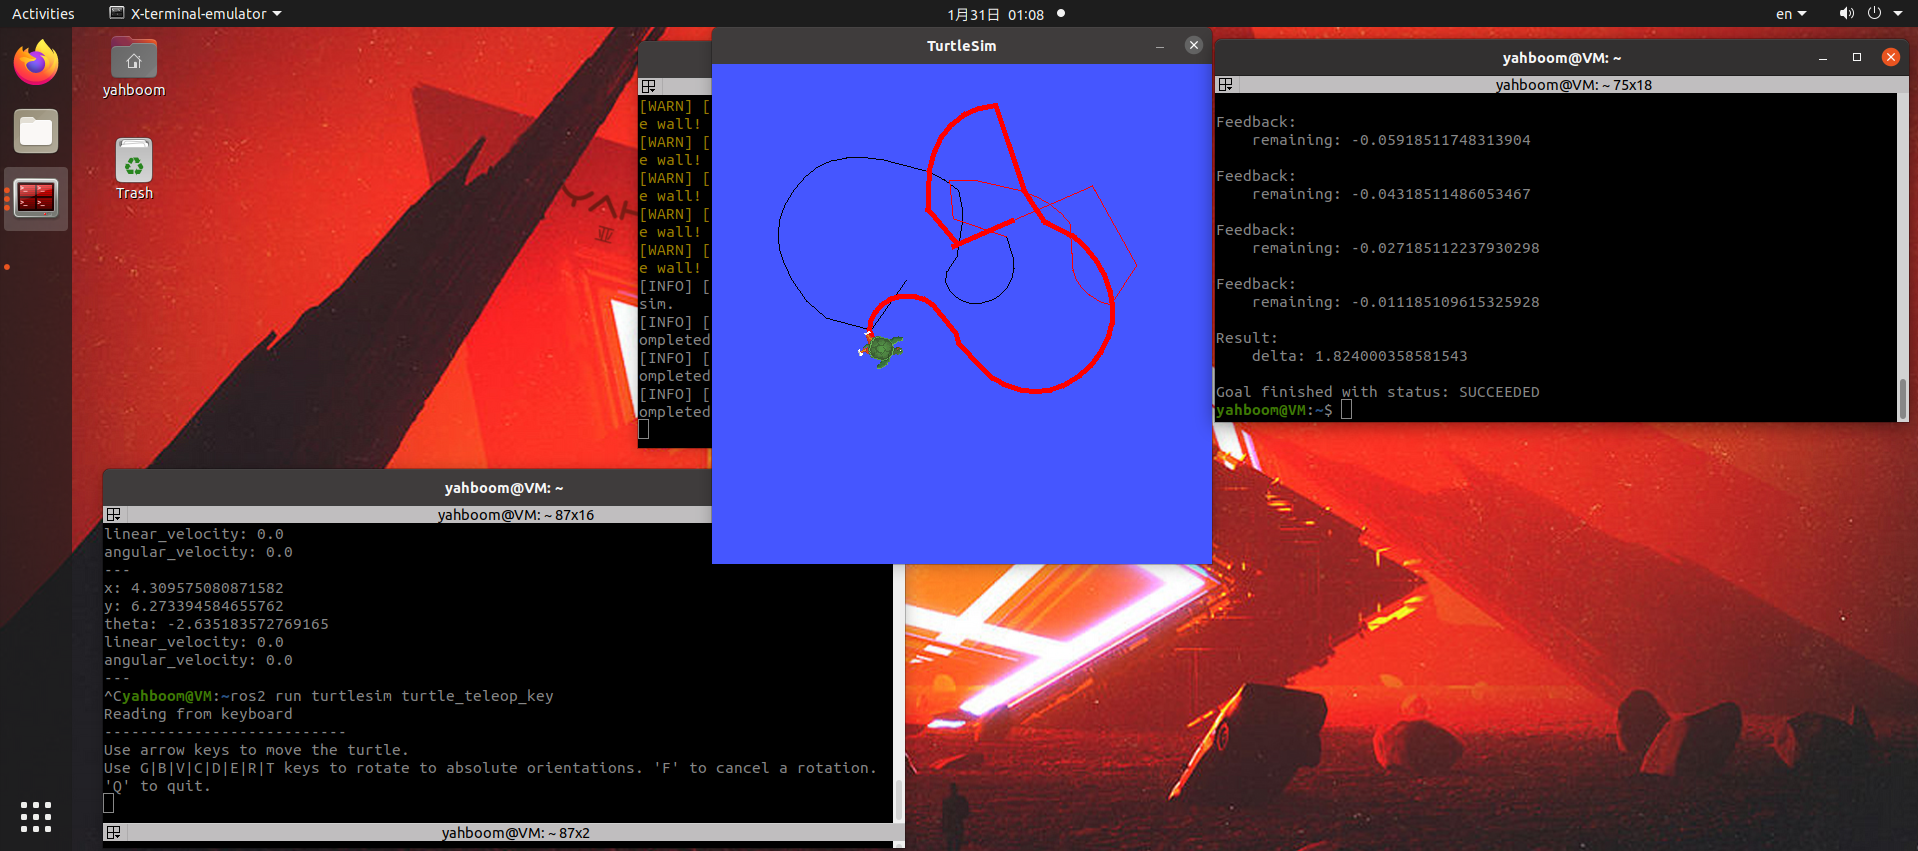 Activities
X-terminal-emulator
1月31日 01:08
en
yahboom
Trash
YAH
亚
[WARN] [
e wall!
[WARN] [
e wall!
[WARN] [
e wall!
[WARN] [
e wall!
[WARN] [
e wall!
[INFO] [
sim.
[INFO] [
ompleted
[INFO] [
ompleted
[INFO] [
ompleted
TurtleSim
yahboom@VM: ~
yahboom@VM: ~ 75x18
Feedback:
remaining: -0.05918511748313904
Feedback:
remaining: -0.04318511486053467
Feedback:
remaining: -0.027185112237930298
Feedback:
remaining: -0.011185109615325928
Result:
delta: 1.824000358581543
Goal finished with status: SUCCEEDED
yahboom@VM:~$
yahboom@VM: ~
yahboom@VM: ~ 87x16
linear_velocity: 0.0
angular_velocity: 0.0
---
x: 4.309575080871582
y: 6.273394584655762
theta: -2.635183572769165
linear_velocity: 0.0
angular_velocity: 0.0
---
^Cyahboom@VM:~ros2 run turtlesim turtle_teleop_key
Reading from keyboard
---------------------------
Use arrow keys to move the turtle.
Use G|B|V|C|D|E|R|T keys to rotate to absolute orientations. 'F' to cancel a rotation.
'Q' to quit.
yahboom@VM: ~ 87x2